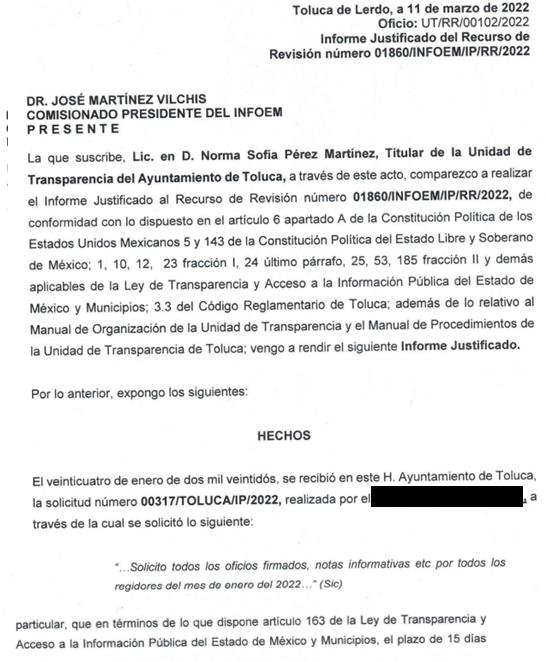 Toluca de Lerdo, a 11 de marzo de 2022
Oficio: UT/RR/00102/2022
Informe Justificado del Recurso de
Revisión número 01860/INFOEM/IP/RR/2022
DR. JOSÉ MARTÍNEZ VILCHIS
COMISIONADO PRESIDENTE DEL INFOEM
P R E S E N T E
La que suscribe, Lic. en D. Norma Sofía Pérez Martínez, Titular de la Unidad de
Transparencia del Ayuntamiento de Toluca, a través de este acto, comparezco a realizar
el Informe Justificado al Recurso de Revisión número 01860/INFOEM/IP/RR/2022, de
conformidad con lo dispuesto en el artículo 6 apartado A de la Constitución Política de los
Estados Unidos Mexicanos 5 y 143 de la Constitución Política del Estado Libre y Soberano
de México; 1, 10, 12, 23 fracción I, 24 último párrafo, 25, 53, 185 fracción II y demás
aplicables de la Ley de Transparencia y Acceso a la Información Pública del Estado de
México y Municipios; 3.3 del Código Reglamentario de Toluca; además de lo relativo al
Manual de Organización de la Unidad de Transparencia y el Manual de Procedimientos de
la Unidad de Transparencia de Toluca; vengo a rendir el siguiente Informe Justificado.
Por lo anterior, expongo los siguientes:
HECHOS
El veinticuatro de enero de dos mil veintidós, se recibió en este H. Ayuntamiento de Toluca,
la solicitud número 00317/TOLUCA/IP/2022, realizada por el , a
través de la cual se solicitó lo siguiente:
"...Solicito todos los oficios firmados, notas informativas etc por todos los
regidores del mes de enero del 2022..." (Sic)
particular, que en términos de lo que dispone artículo 163 de la Ley de Transparencia y
Acceso a la Información Pública del Estado de México y Municipios, el plazo de 15 días